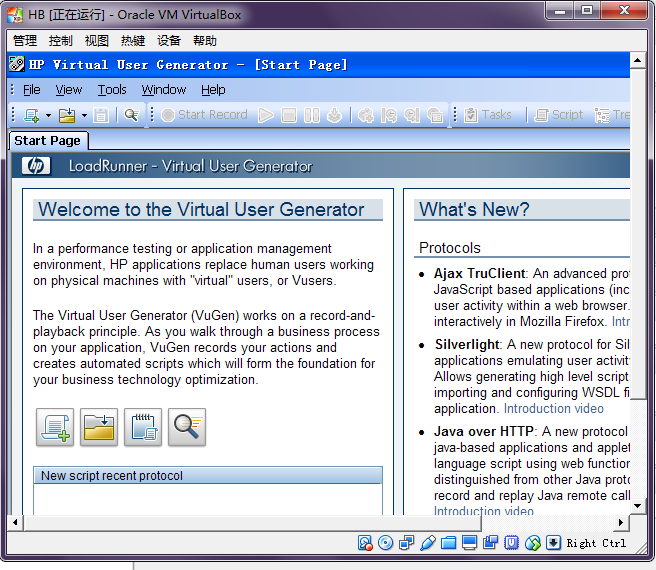 HB [正在运行] - Oracle VM VirtualBox
管理 控制 视图 热键 设备 帮助
HP Virtual User Generator - [Start Page]
File View Tools Window Help
Start Record Tasks Script Tre
Start Page
hp LoadRunner - Virtual User Generator
Welcome to the Virtual User Generator
In a performance testing or application management
environment, HP applications replace human users working
on physical machines with "virtual" users, or Vusers.
The Virtual User Generator (VuGen) works on a record-and-
playback principle. As you walk through a business process
on your application, VuGen records your actions and
creates automated scripts which will form the foundation for
your business technology optimization.
New script recent protocol
What's New?
Protocols
• Ajax TruClient: An advanced pro
JavaScript based applications (inc
user activity within a web browser.
interactively in Mozilla Firefox. Int
• Silverlight: A new protocol for Sil
applications emulating user activit
Allows generating high level script
importing and configuring WSDL fi
application. Introduction video
• Java over HTTP: A new protocol
java-based applications and applet
language script using web function
distinguished from other Java proto
record and replay Java remote call
Introduction video
Right Ctrl